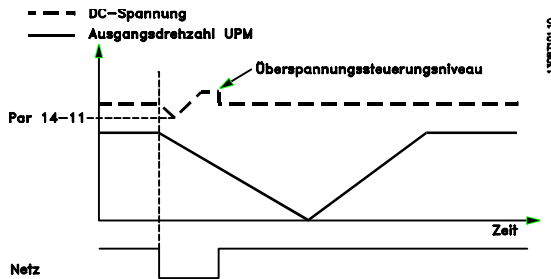 DC-Spannung
Ausgangsdrehzahl UPM
Überspannungssteuerungsniveau
Par 14-11
Zeit
Netz